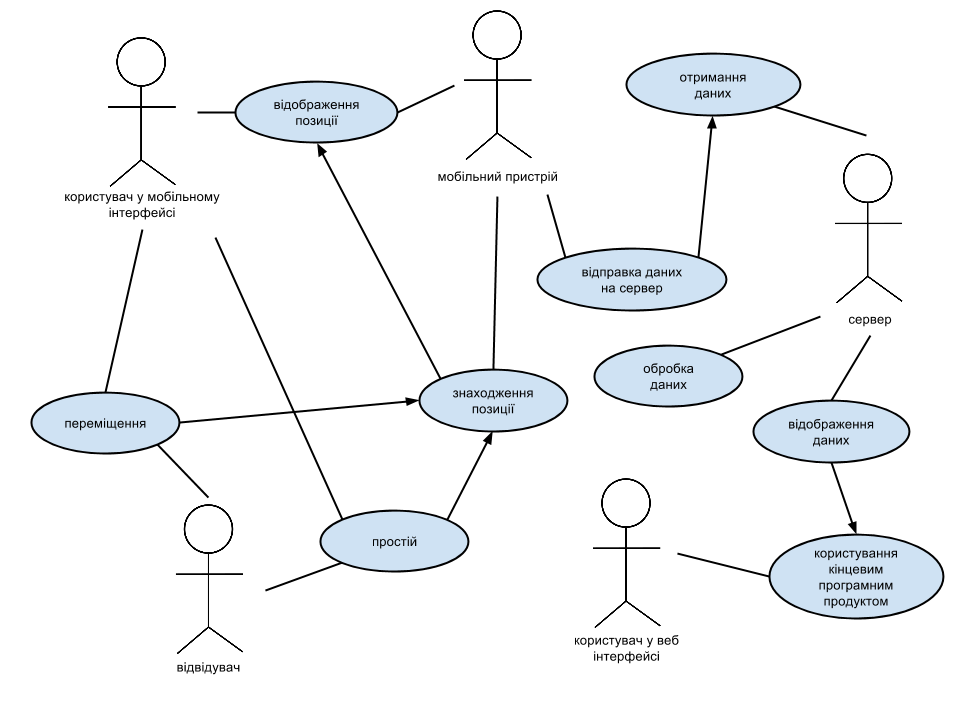 отримання
даних
відображення
позиції
мобільний пристрій
користувач у мобільному
інтерфейсі
відправка даних
на сервер
сервер
обробка
даних
знаходження
позиції
переміщення
відображення
даних
простій
користування
кінцевим
програмним
продуктом
користувач у веб
інтерфейсі
відвідувач